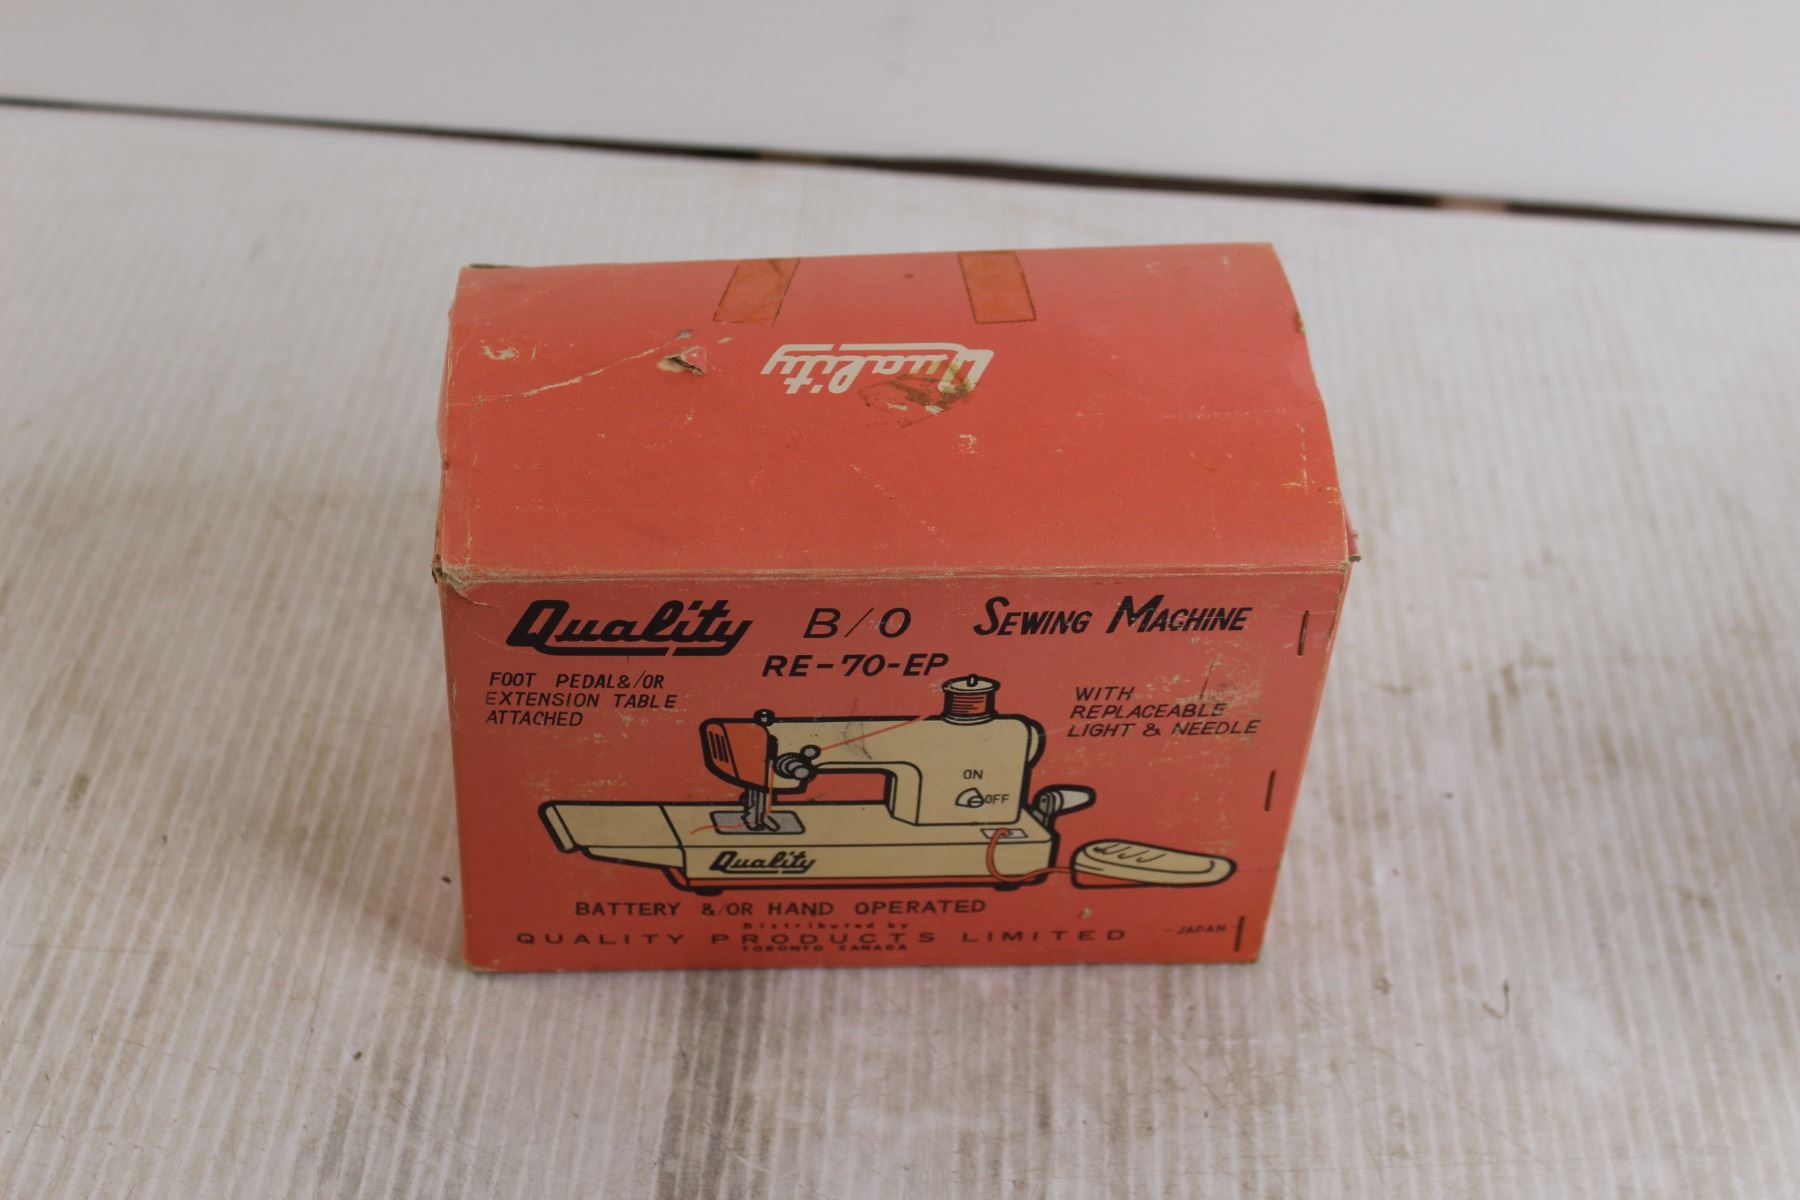 Quality
Quality B/O SEWING MACHINE
RE-70-EP
FOOT PEDAL&/OR
EXTENSION TABLE
ATTACHED
WITH
REPLACEABLE
LIGHT & NEEDLE
ON
OFF
Quality
BATTERY &/OR HAND OPERATED
Distributed by
QUALITY PRODUCTS LIMITED
TORONTO CANADA
-JAPAN-